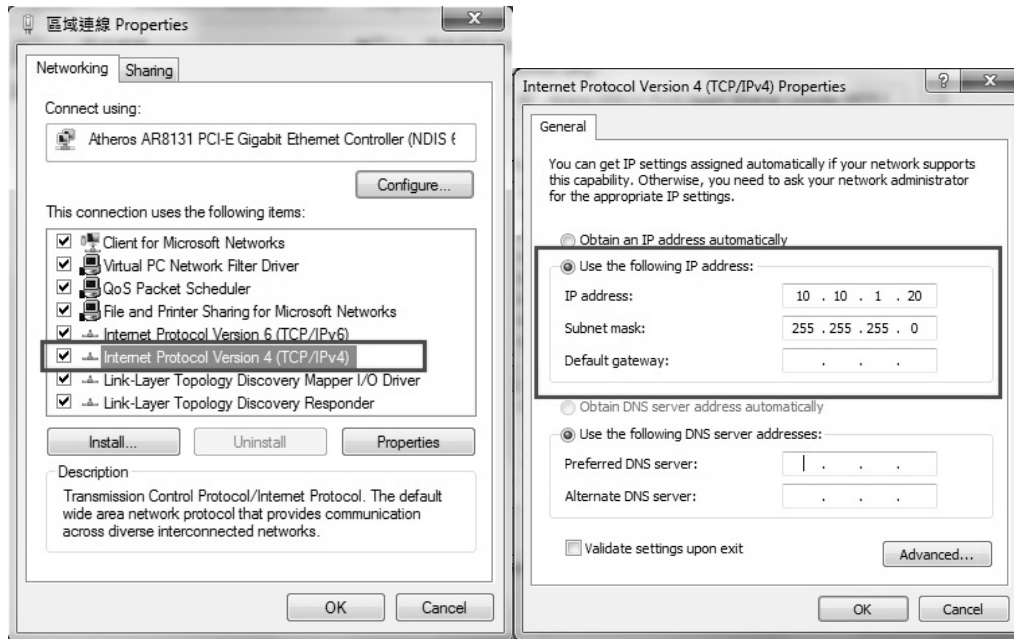 區域連線 Properties
X
Networking
Sharing
Connect using:
Atheros AR8131 PCI-E Gigabit Ethernet Controller (NDIS 6
Configure...
This connection uses the following items:
Client for Microsoft Networks
Virtual PC Network Filter Driver
QoS Packet Scheduler
File and Printer Sharing for Microsoft Networks
Internet Protocol Version 6 (TCP/IPv6)
Internet Protocol Version 4 (TCP/IPv4)
Link-Layer Topology Discovery Mapper I/O Driver
Link-Layer Topology Discovery Responder
Install...
Uninstall
Properties
Description
Transmission Control Protocol/Internet Protocol. The default
wide area network protocol that provides communication
across diverse interconnected networks.
OK
Cancel
Internet Protocol Version 4 (TCP/IPv4) Properties
?
X
General
You can get IP settings assigned automatically if your network supports
this capability. Otherwise, you need to ask your network administrator
for the appropriate IP settings.
Obtain an IP address automatically
Use the following IP address:
IP address:
10 . 10 . 1 . 20
Subnet mask:
255 . 255 . 255 . 0
Default gateway:
. . .
Obtain DNS server address automatically
Use the following DNS server addresses:
Preferred DNS server:
. . .
Alternate DNS server:
. . .
Validate settings upon exit
Advanced...
OK
Cancel